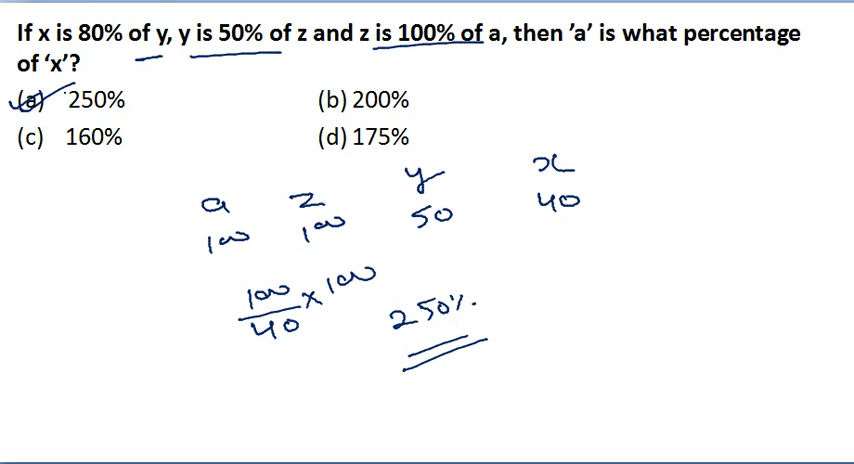 If x is 80% of y, y is 50% of z and z is 100% of a, then 'a' is what percentage
of 'x'?
(a) 250% (b) 200%
(c) 160% (d) 175%
a z y x
100 100 50 40
100/40 x 100 250%